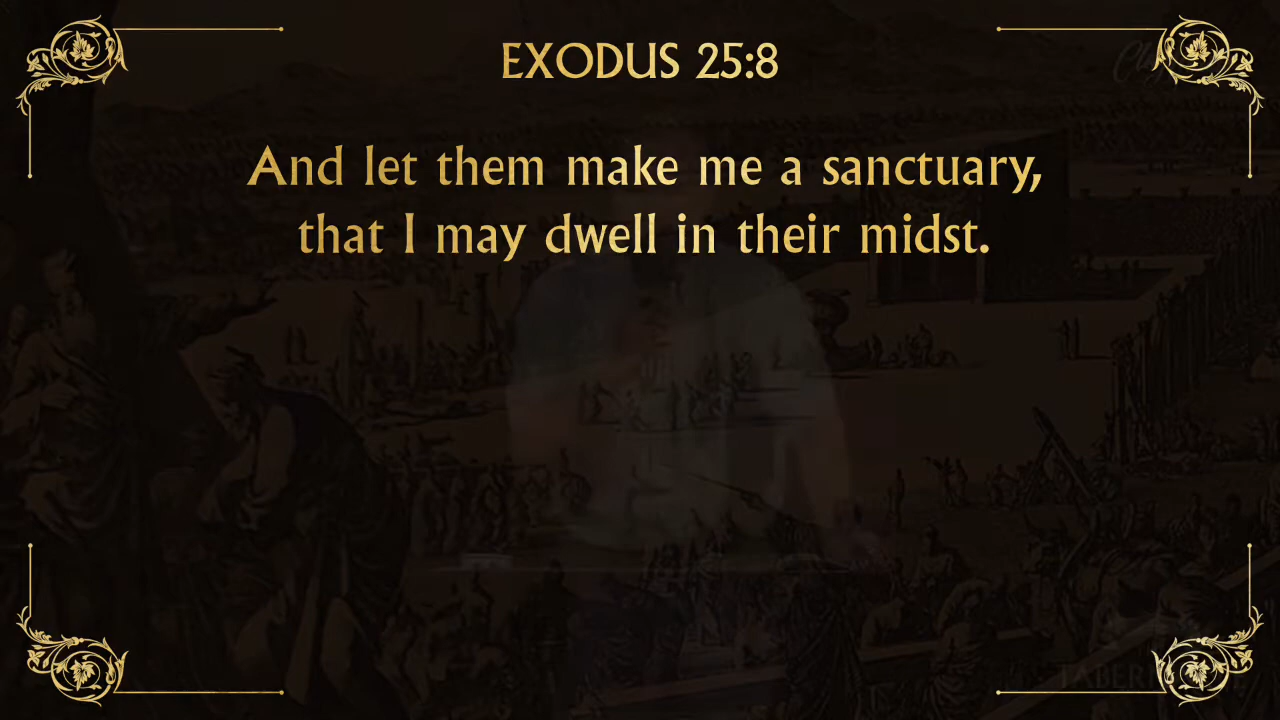 EXODUS 25:8
And let them make me a sanctuary,
that I may dwell in their midst.